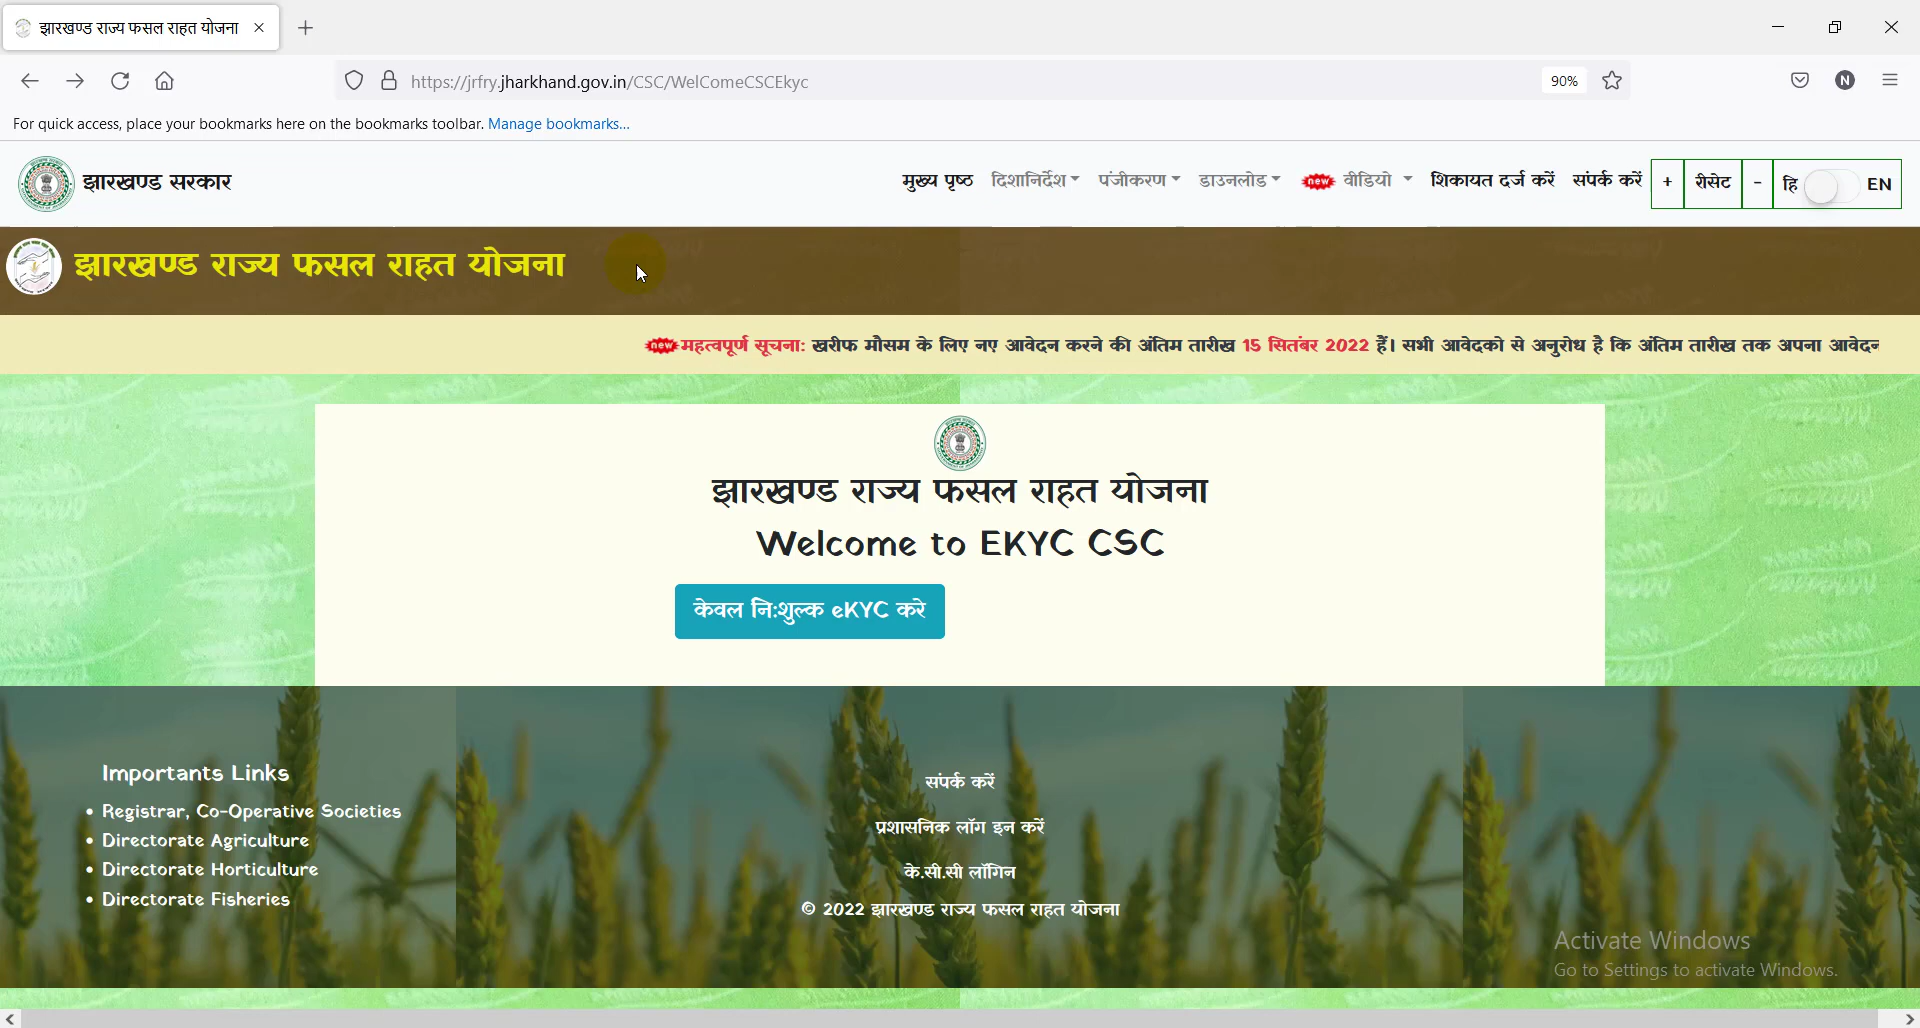 झारखण्ड राज्य फसल राहत योजना
https://jrfry.jharkhand.gov.in/CSC/WelComeCSCEkyc
90%
N
For quick access, place your bookmarks here on the bookmarks toolbar. Manage bookmarks...
झारखण्ड सरकार
मुख्य पृष्ठ दिशानिर्देश पंजीकरण डाउनलोड new वीडियो शिकायत दर्ज करें संपर्क करें + रीसेट - हि EN
झारखण्ड राज्य फसल राहत योजना
new महत्वपूर्ण सूचना: खरीफ मौसम के लिए नए आवेदन करने की अंतिम तारीख 15 सितंबर 2022 हैं। सभी आवेदको से अनुरोध है कि अंतिम तारीख तक अपना आवेदन
झारखण्ड राज्य फसल राहत योजना
Welcome to EKYC CSC
केवल नि:शुल्क eKYC करे
Importants Links
• Registrar, Co-Operative Societies
• Directorate Agriculture
• Directorate Horticulture
• Directorate Fisheries
संपर्क करें
प्रशासनिक लॉग इन करें
के.सी.सी लॉगिन
© 2022 झारखण्ड राज्य फसल राहत योजना
Activate Windows
Go to Settings to activate Windows.